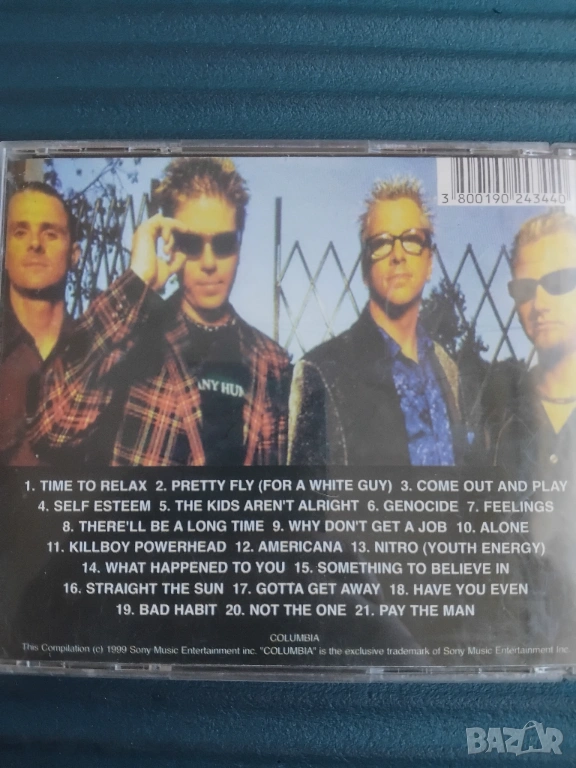 3 800190 243440
ANY HUM
1. TIME TO RELAX 2. PRETTY FLY (FOR A WHITE GUY) 3. COME OUT AND PLAY
4. SELF ESTEEM 5. THE KIDS AREN'T ALRIGHT 6. GENOCIDE 7. FEELINGS
8. THERE'LL BE A LONG TIME 9. WHY DON'T GET A JOB 10. ALONE
11. KILLBOY POWERHEAD 12. AMERICANA 13. NITRO (YOUTH ENERGY)
14. WHAT HAPPENED TO YOU 15. SOMETHING TO BELIEVE IN
16. STRAIGHT THE SUN 17. GOTTA GET AWAY 18. HAVE YOU EVEN
19. BAD HABIT 20. NOT THE ONE 21. PAY THE MAN
COLUMBIA
This Compilation (c) 1999 Sony Music Entertainment inc. "COLUMBIA" is the exclusive trademark of Sony Music Entertainment Inc.
BAZAR